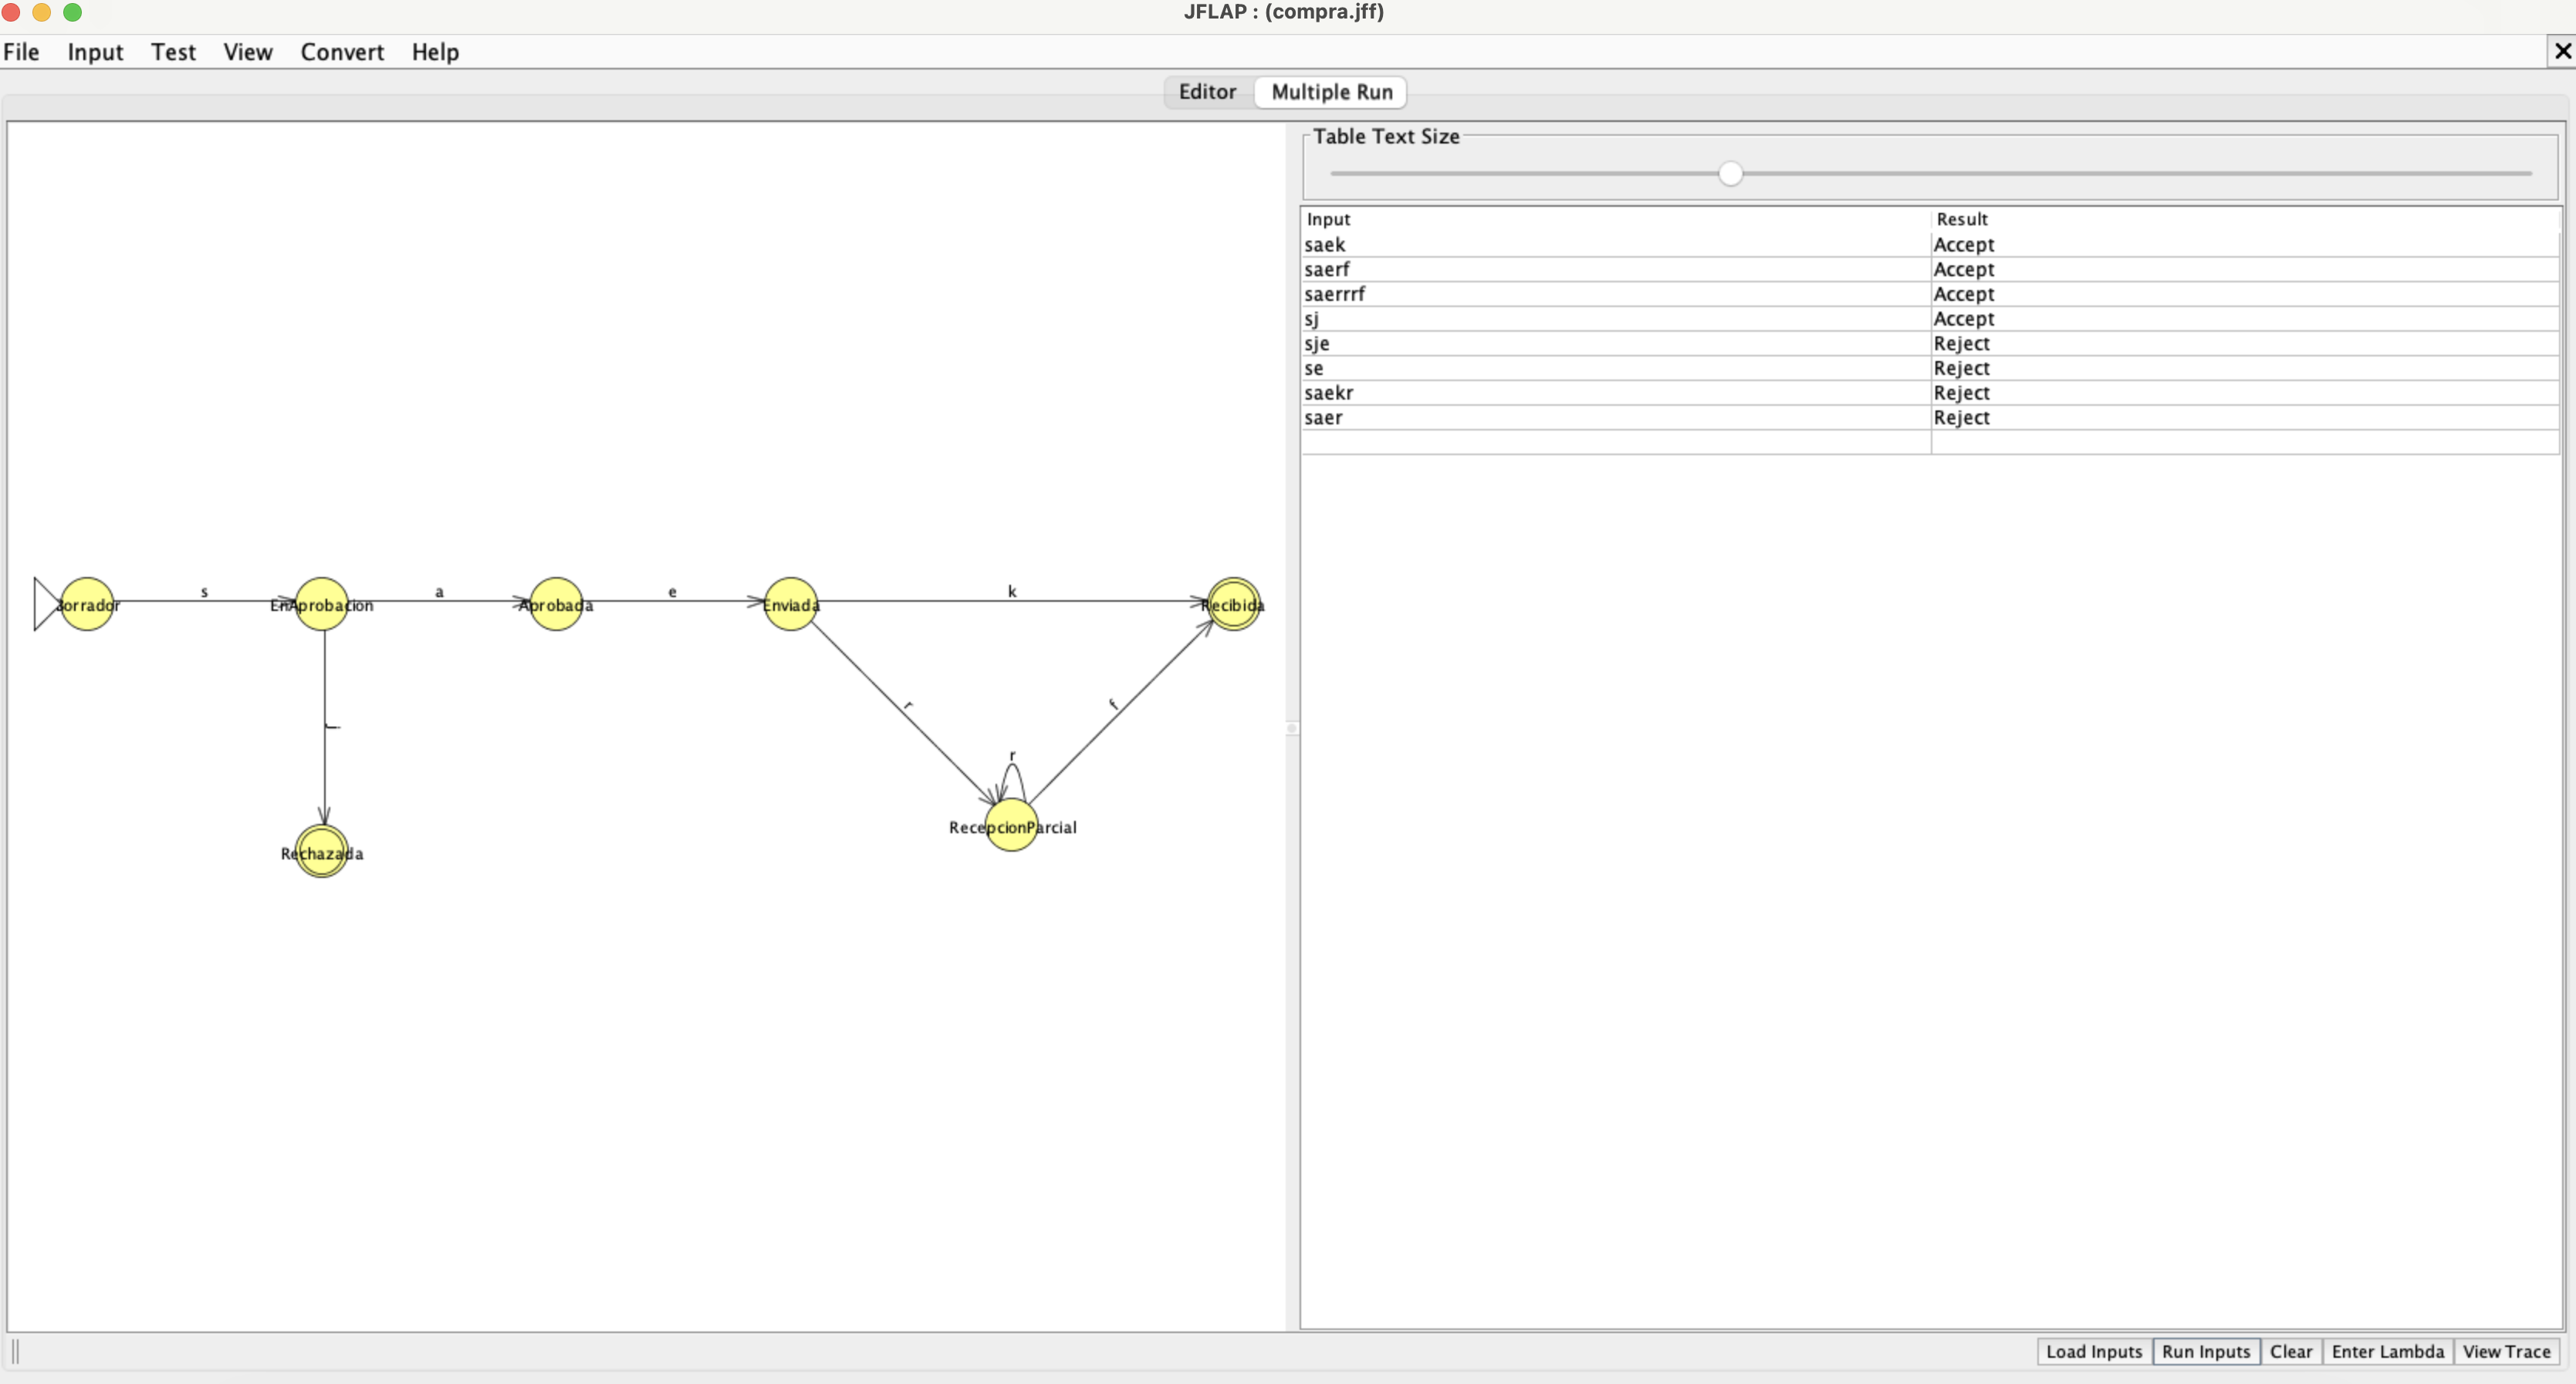 JFLAP : (compra.jff)
File Input Test View Convert Help
Editor Multiple Run
Table Text Size
Input Result
saek Accept
saerf Accept
saerrrf Accept
sj Accept
sje Reject
se Reject
saekr Reject
saer Reject
s a e k
Borrador EnAprobacion Aprobada Enviada Recibida
j r f
r
RecepcionParcial
Rechazada
Load Inputs Run Inputs Clear Enter Lambda View Trace